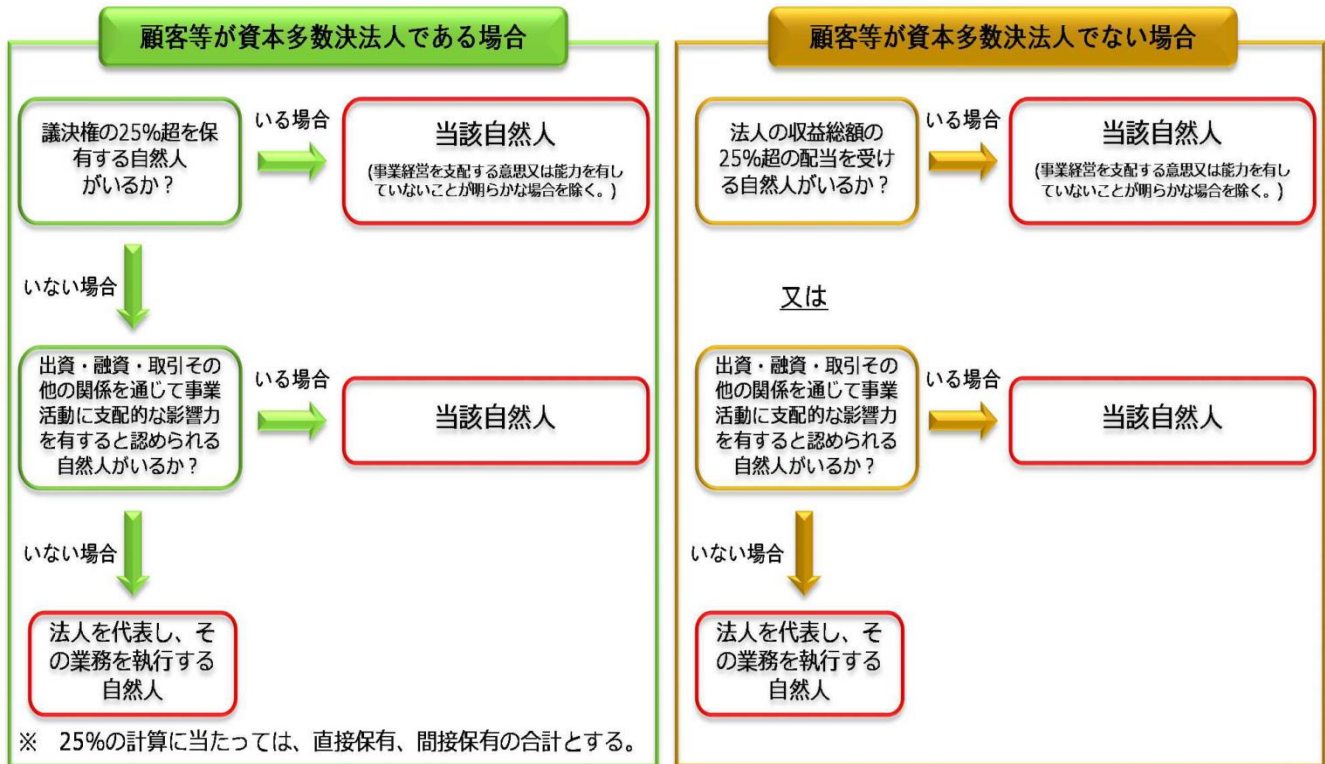 顧客等が資本多数決法人である場合
議決権の25%超を保
有する自然人
がいるか？
いる場合
当該自然人
(事業経営を支配する意思又は能力を有し
ていないことが明らかな場合を除く。)
いない場合
出資・融資・取引その
他の関係を通じて事業
活動に支配的な影響力
を有すると認められる
自然人がいるか？
いる場合
当該自然人
いない場合
法人を代表し、そ
の業務を執行する
自然人
※　25%の計算に当たっては、直接保有、間接保有の合計とする。
顧客等が資本多数決法人でない場合
法人の収益総額の
25%超の配当を受け
る自然人がいるか？
いる場合
当該自然人
(事業経営を支配する意思又は能力を有し
ていないことが明らかな場合を除く。)
又は
出資・融資・取引その
他の関係を通じて事業
活動に支配的な影響力
を有すると認められる
自然人がいるか？
いる場合
当該自然人
いない場合
法人を代表し、そ
の業務を執行する
自然人